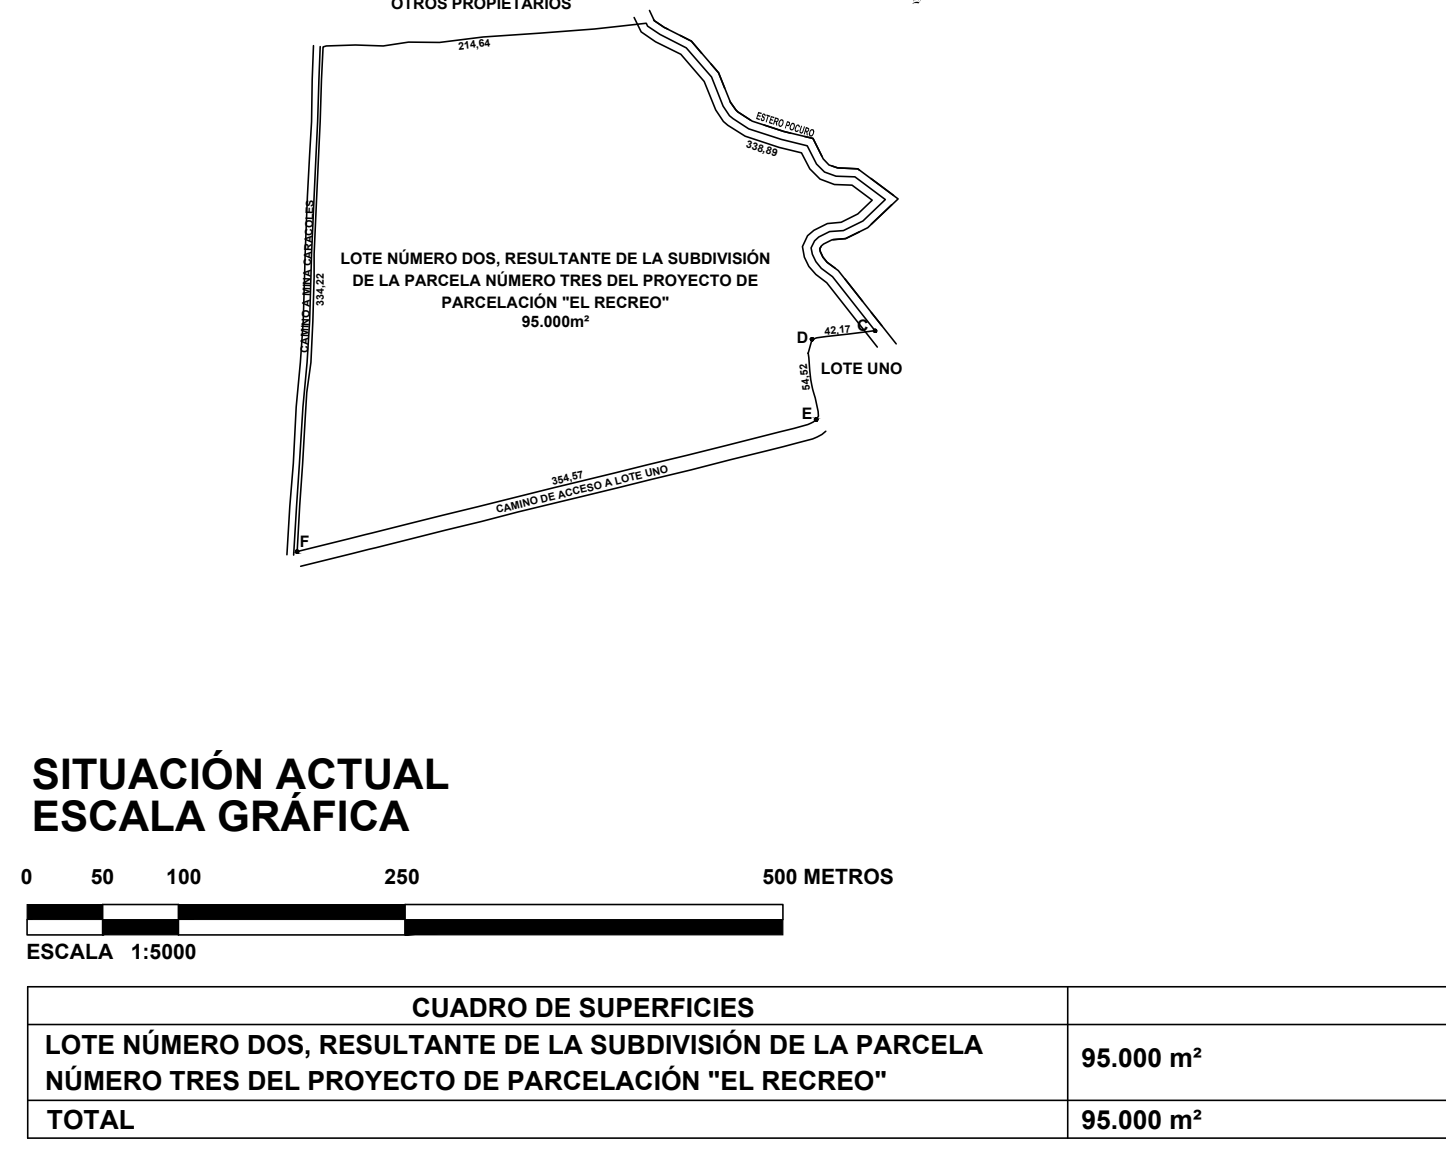 OTROS PROPIETARIOS
214,64
ESTERO POCURO
338,89
CAMINO A MINA CARACOLES
334,22
LOTE NÚMERO DOS, RESULTANTE DE LA SUBDIVISIÓN
DE LA PARCELA NÚMERO TRES DEL PROYECTO DE
PARCELACIÓN "EL RECREO"
95.000m²
C
42,17
D
LOTE UNO
54,52
E
354,57
CAMINO DE ACCESO A LOTE UNO
F
SITUACIÓN ACTUAL
ESCALA GRÁFICA
0 50 100 250 500 METROS
ESCALA 1:5000
CUADRO DE SUPERFICIES
LOTE NÚMERO DOS, RESULTANTE DE LA SUBDIVISIÓN DE LA PARCELA
NÚMERO TRES DEL PROYECTO DE PARCELACIÓN "EL RECREO"
95.000 m²
TOTAL
95.000 m²